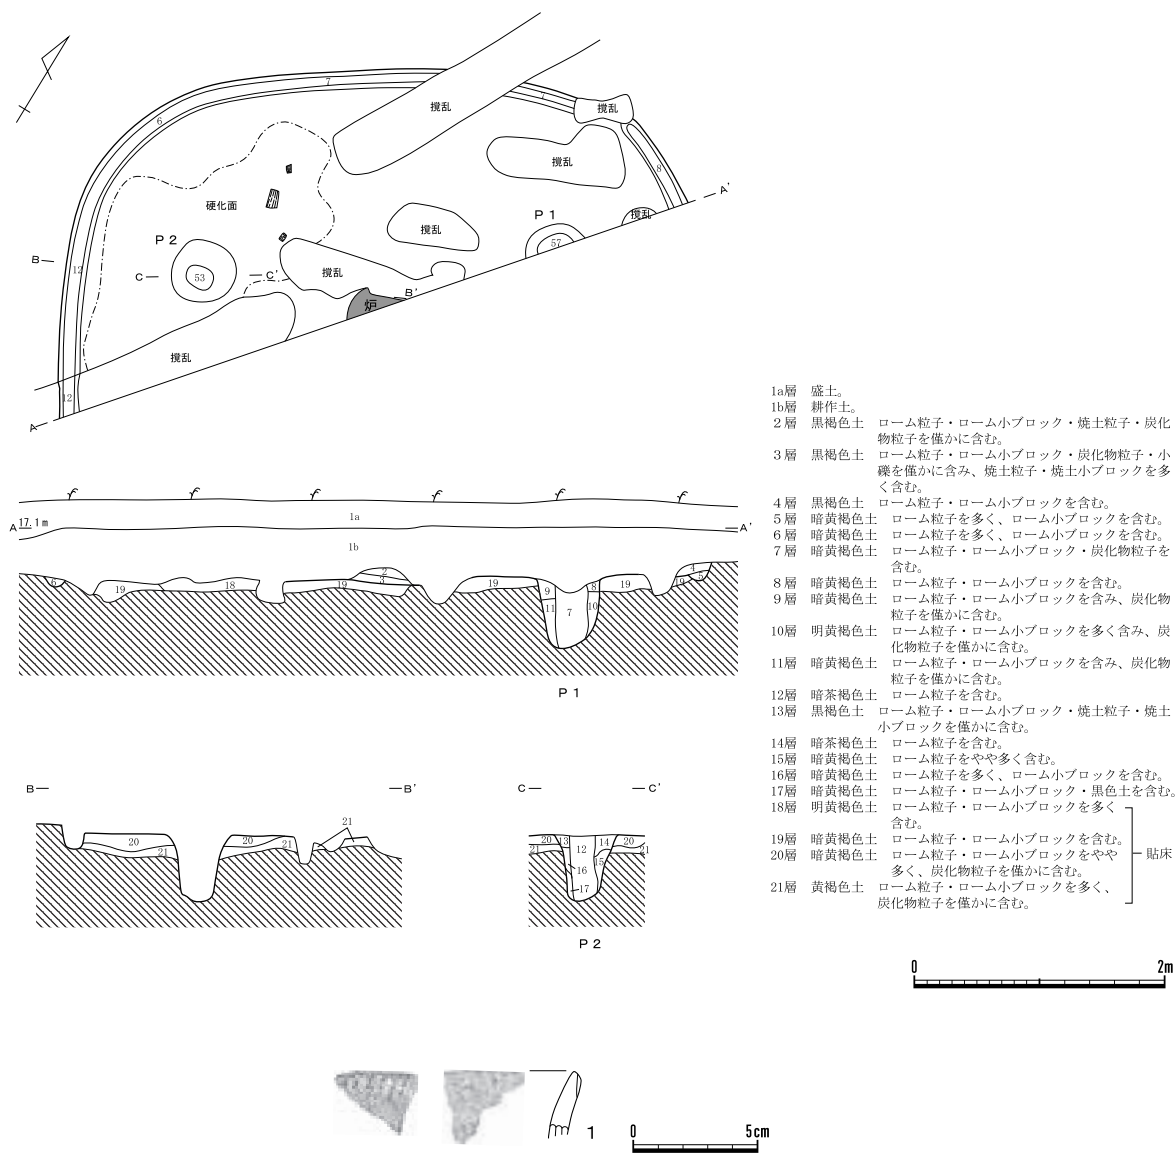 7
7
6
攪乱
攪乱
攪乱
8
A'
攪乱
硬化面
P 1
攪乱
57
P 2
B
12
C
53
C'
攪乱
B'
炉
攪乱
12
A
1a
A 17.1m
A'
1b
6
19
18
19
2
3
19
9
8
19
4
5
19
11
7
10
P 1
B
B'
20
21
20
21
21
C
C'
20
13
12
14
20
21
15
21
16
17
P 2
1a層 盛土。
1b層 耕作土。
2層 黒褐色土 ローム粒子・ローム小ブロック・焼土粒子・炭化
物粒子を僅かに含む。
3層 黒褐色土 ローム粒子・ローム小ブロック・炭化物粒子・小
礫を僅かに含み、焼土粒子・焼土小ブロックを多
く含む。
4層 黒褐色土 ローム粒子・ローム小ブロックを含む。
5層 暗黄褐色土 ローム粒子を多く、ローム小ブロックを含む。
6層 暗黄褐色土 ローム粒子を多く、ローム小ブロックを含む。
7層 暗黄褐色土 ローム粒子・ローム小ブロック・炭化物粒子を
含む。
8層 暗黄褐色土 ローム粒子・ローム小ブロックを含む。
9層 暗黄褐色土 ローム粒子・ローム小ブロックを含み、炭化物
粒子を僅かに含む。
10層 明黄褐色土 ローム粒子・ローム小ブロックを多く含み、炭
化物粒子を僅かに含む。
11層 暗黄褐色土 ローム粒子・ローム小ブロックを含み、炭化物
粒子を僅かに含む。
12層 暗茶褐色土 ローム粒子を含む。
13層 黒褐色土 ローム粒子・ローム小ブロック・焼土粒子・焼土
小ブロックを僅かに含む。
14層 暗茶褐色土 ローム粒子を含む。
15層 暗黄褐色土 ローム粒子をやや多く含む。
16層 暗黄褐色土 ローム粒子を多く、ローム小ブロックを含む。
17層 暗黄褐色土 ローム粒子・ローム小ブロック・黒色土を含む。
18層 明黄褐色土 ローム粒子・ローム小ブロックを多く
含む。
19層 暗黄褐色土 ローム粒子・ローム小ブロックを含む。
20層 暗黄褐色土 ローム粒子・ローム小ブロックをやや
多く、炭化物粒子を僅かに含む。
貼床
21層 黄褐色土 ローム粒子・ローム小ブロックを多く、
炭化物粒子を僅かに含む。
0 2m
1
0 5cm